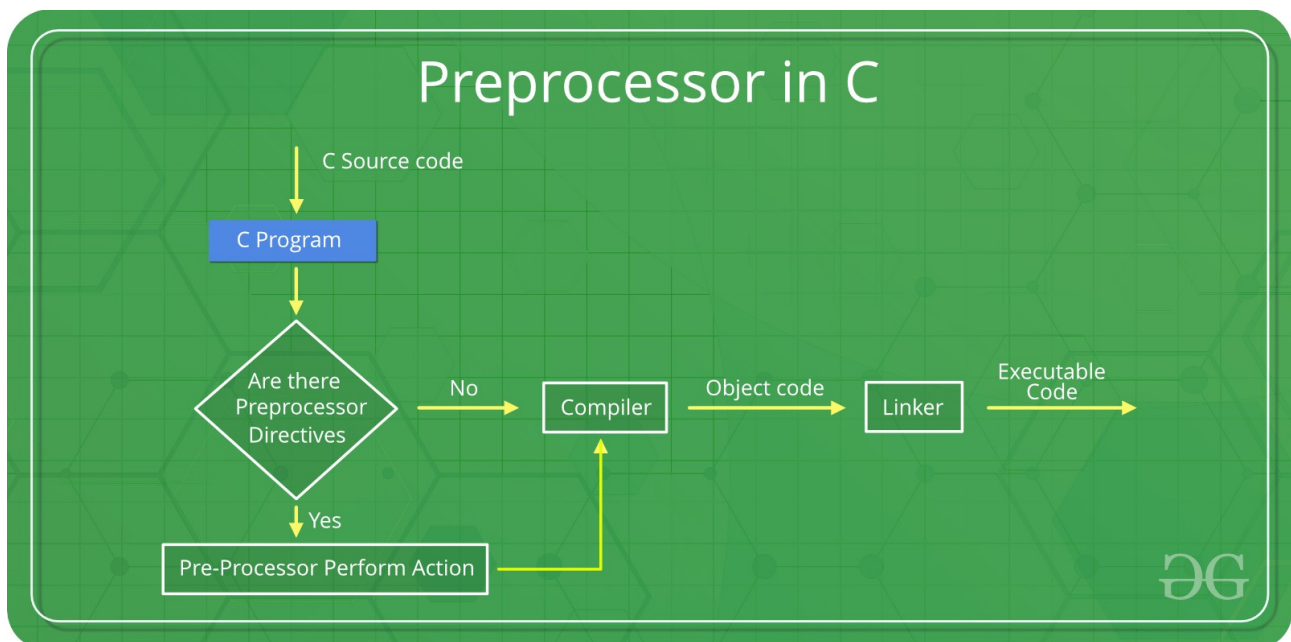 Preprocessor in C
C Source code
C Program
Are there
Preprocessor
Directives
No
Compiler
Object code
Linker
Executable
Code
Yes
Pre-Processor Perform Action
GG